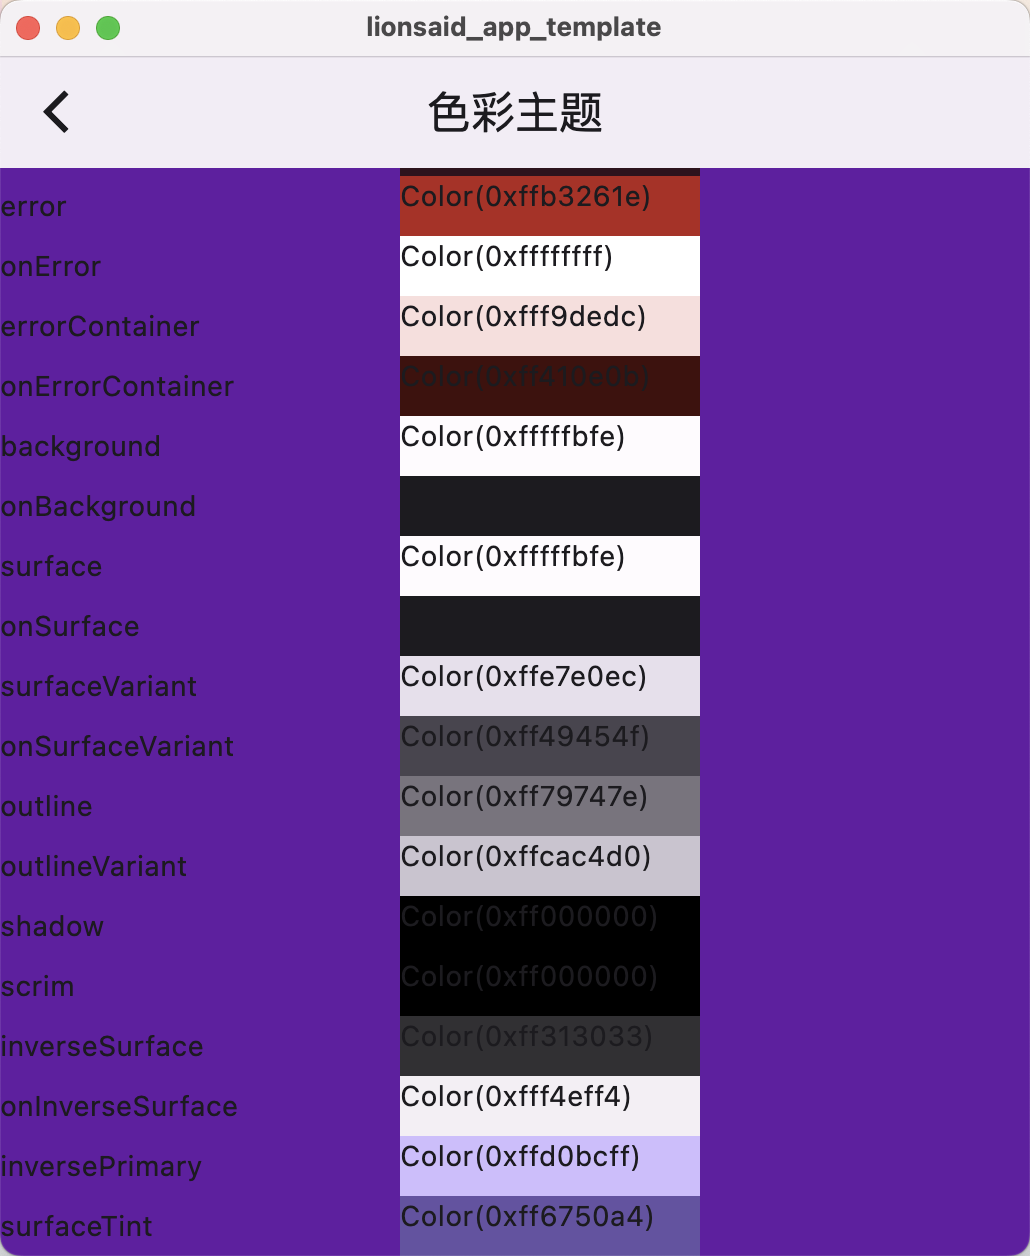 lionsaid_app_template
色彩主题
error Color(0xffb3261e)
onError Color(0xffffffff)
errorContainer Color(0xfff9dedc)
onErrorContainer Color(0xff410e0b)
background Color(0xfffffbfe)
onBackground
surface Color(0xfffffbfe)
onSurface
surfaceVariant Color(0xffe7e0ec)
onSurfaceVariant Color(0xff49454f)
outline Color(0xff79747e)
outlineVariant Color(0xffcac4d0)
shadow Color(0xff000000)
scrim Color(0xff000000)
inverseSurface Color(0xff313033)
onInverseSurface Color(0xfff4eff4)
inversePrimary Color(0xffd0bcff)
surfaceTint Color(0xff6750a4)